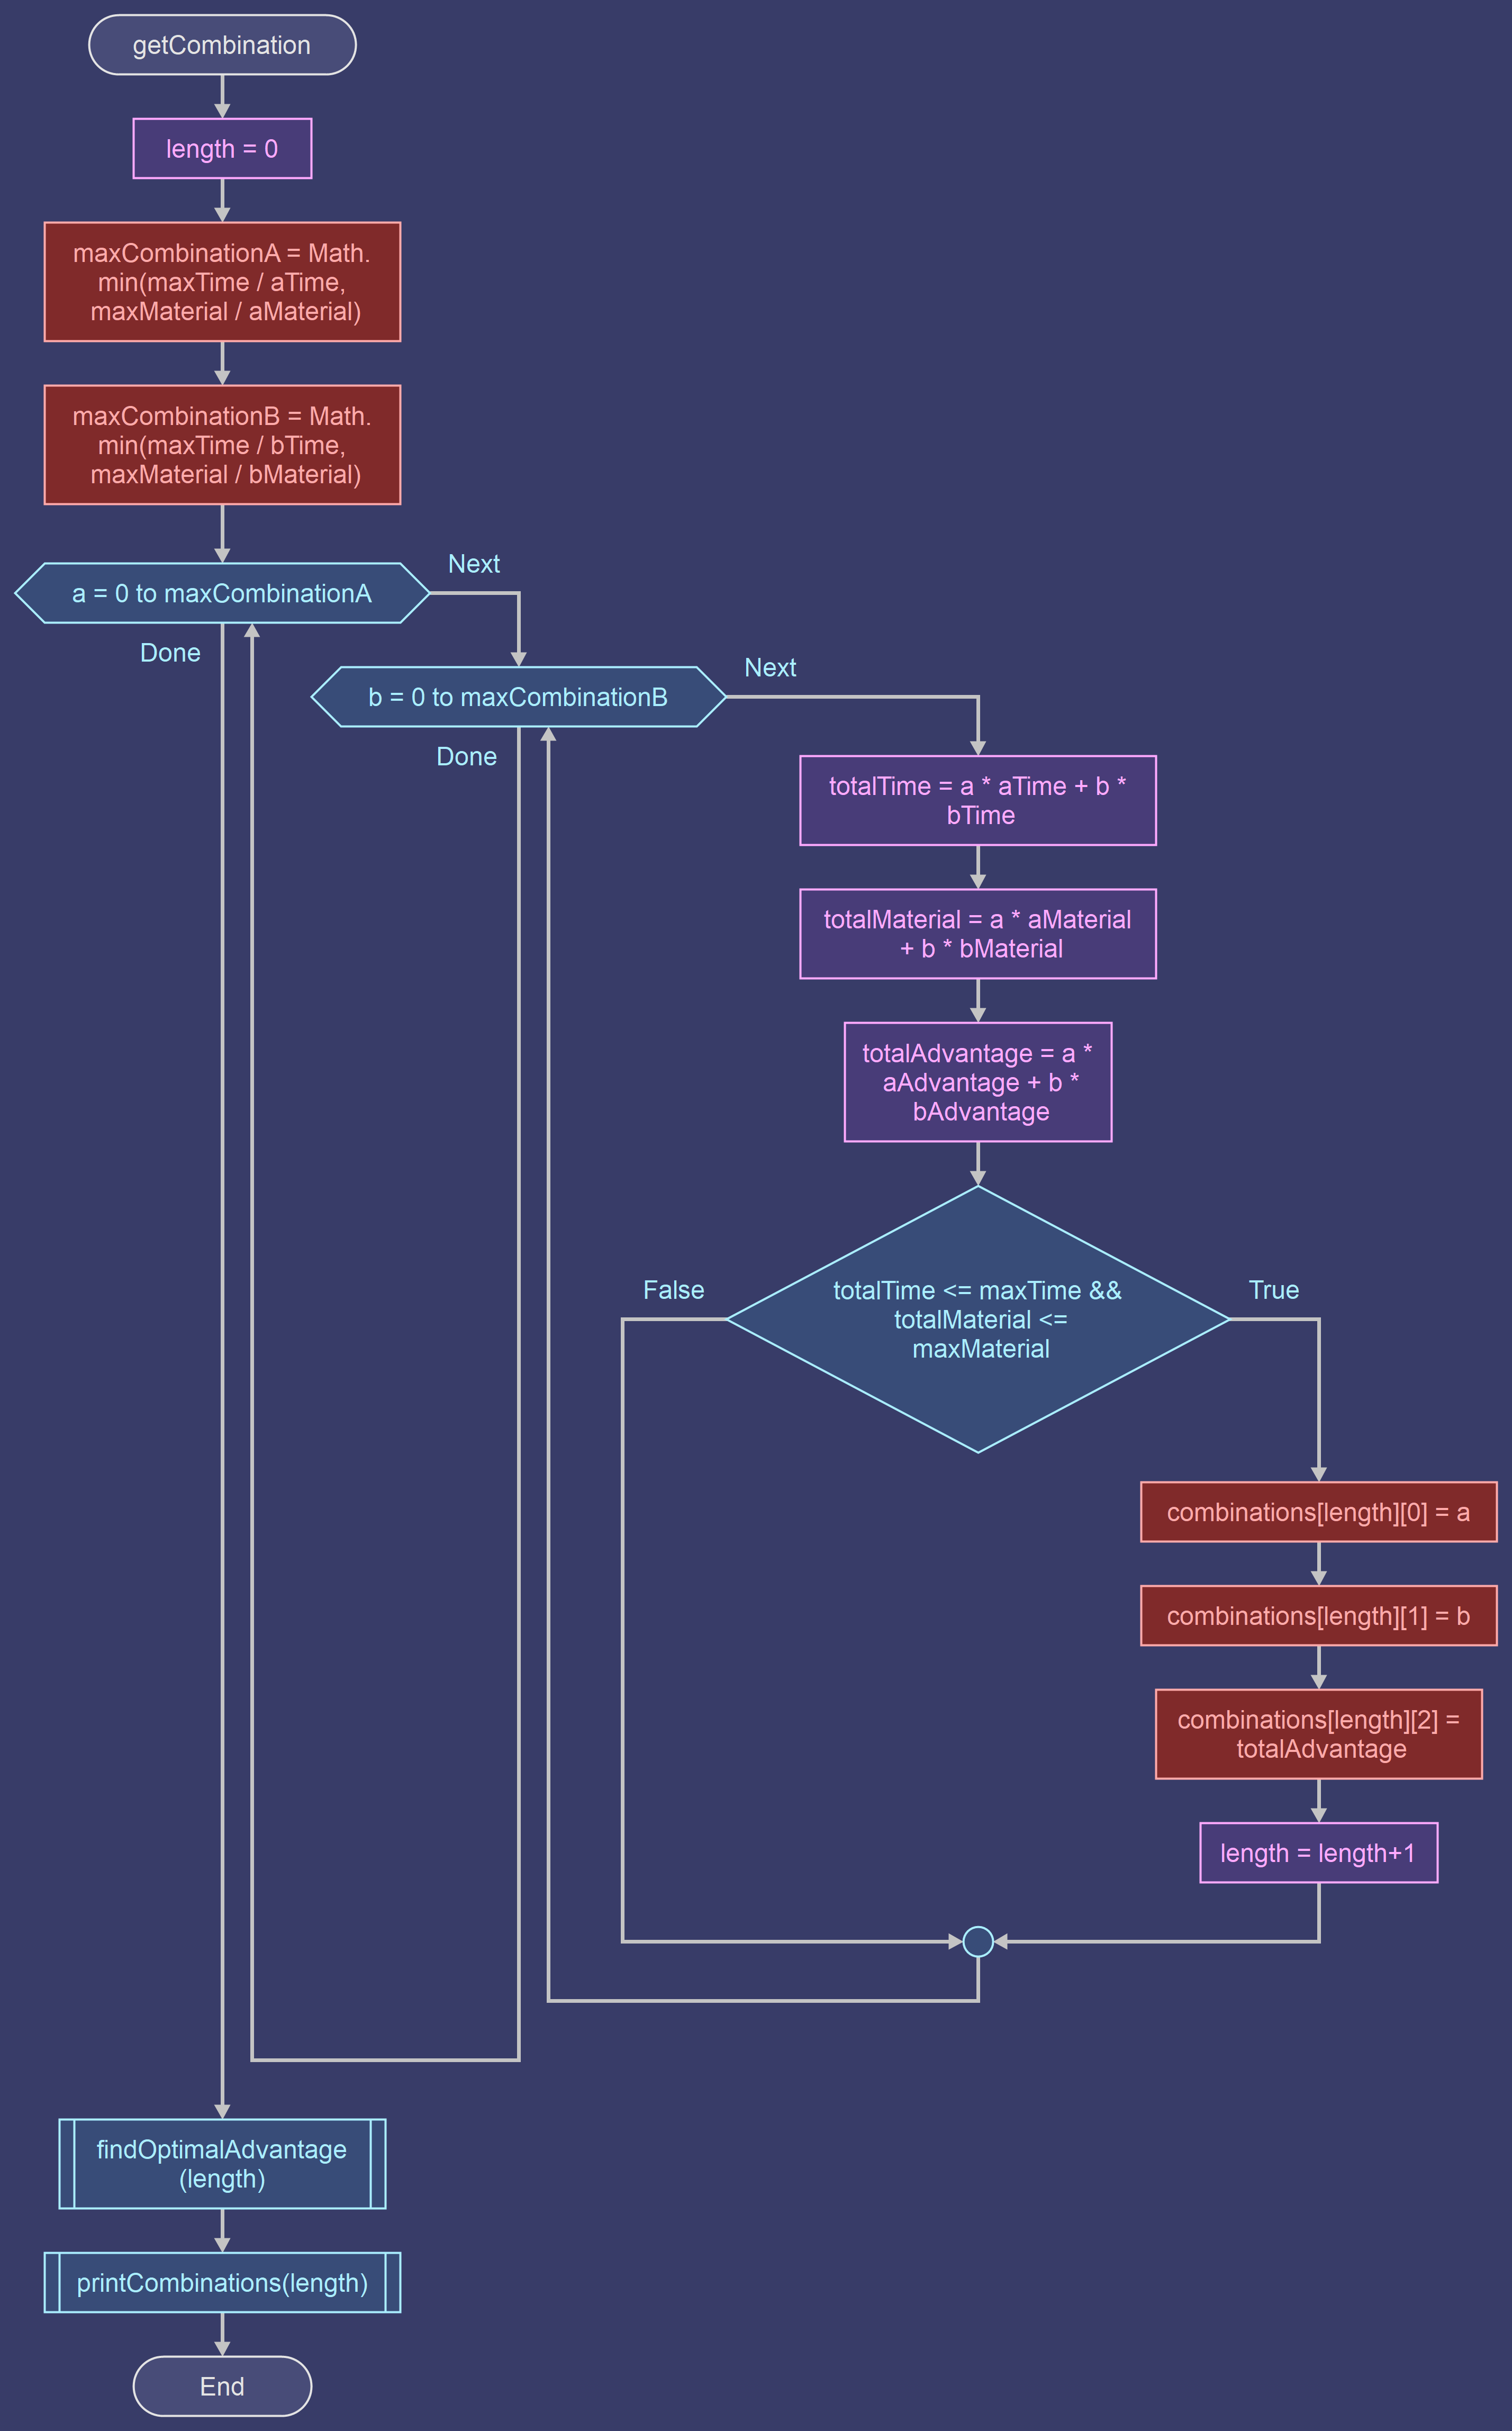 getCombination
length = 0
maxCombinationA = Math.
min(maxTime / aTime,
maxMaterial / aMaterial)
maxCombinationB = Math.
min(maxTime / bTime,
maxMaterial / bMaterial)
a = 0 to maxCombinationA
Next
Done
b = 0 to maxCombinationB
Next
Done
totalTime = a * aTime + b *
bTime
totalMaterial = a * aMaterial
+ b * bMaterial
totalAdvantage = a *
aAdvantage + b *
bAdvantage
totalTime <= maxTime &&
totalMaterial <=
maxMaterial
False
True
combinations[length][0] = a
combinations[length][1] = b
combinations[length][2] =
totalAdvantage
length = length+1
findOptimalAdvantage
(length)
printCombinations(length)
End